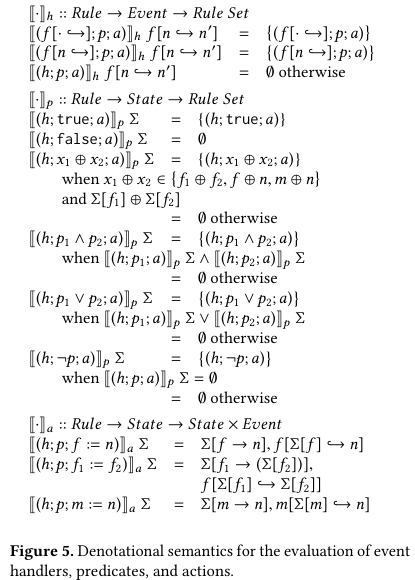 ⟦·⟧h :: Rule → Event → Rule Set
⟦(f[· ↪]; p; a)⟧h f[n ↪ n′] = {(f[· ↪]; p; a)}
⟦(f[n ↪]; p; a)⟧h f[n ↪ n′] = {(f[n ↪]; p; a)}
⟦(h; p; a)⟧h f[n ↪ n′] = ∅ otherwise
⟦·⟧p :: Rule → State → Rule Set
⟦(h; true; a)⟧p Σ = {(h; true; a)}
⟦(h; false; a)⟧p Σ = ∅
⟦(h; x1 ⊕ x2; a)⟧p Σ = {(h; x1 ⊕ x2; a)}
when x1 ⊕ x2 ∈ {f1 ⊕ f2, f ⊕ n, m ⊕ n}
and Σ[f1] ⊕ Σ[f2]
= ∅ otherwise
⟦(h; p1 ∧ p2; a)⟧p Σ = {(h; p1 ∧ p2; a)}
when ⟦(h; p1; a)⟧p Σ ∧ ⟦(h; p2; a)⟧p Σ
= ∅ otherwise
⟦(h; p1 ∨ p2; a)⟧p Σ = {(h; p1 ∨ p2; a)}
when ⟦(h; p1; a)⟧p Σ ∨ ⟦(h; p2; a)⟧p Σ
= ∅ otherwise
⟦(h; ¬p; a)⟧p Σ = {(h; ¬p; a)}
when ⟦(h; p; a)⟧p Σ = ∅
= ∅ otherwise
⟦·⟧a :: Rule → State → State × Event
⟦(h; p; f := n)⟧a Σ = Σ[f → n], f[Σ[f] ↪ n]
⟦(h; p; f1 := f2)⟧a Σ = Σ[f1 → (Σ[f2])],
f[Σ[f1] ↪ Σ[f2]]
⟦(h; p; m := n)⟧a Σ = Σ[m → n], m[Σ[m] ↪ n]
Figure 5. Denotational semantics for the evaluation of event
handlers, predicates, and actions.